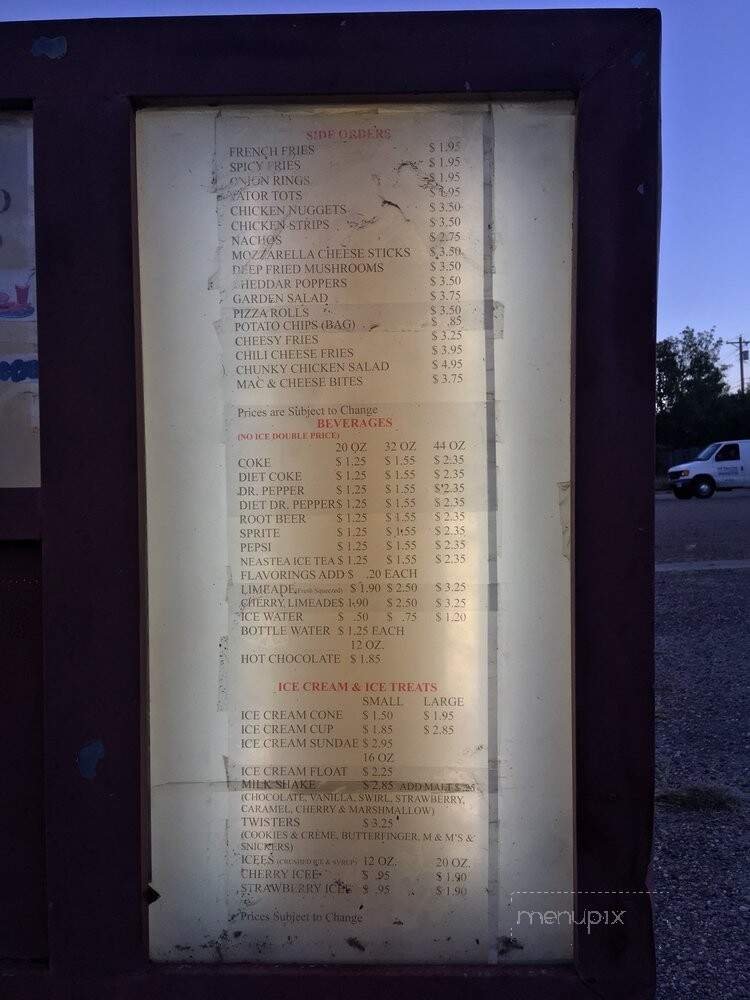 SIDE ORDERS
FRENCH FRIES $ 1.95
SPICY FRIES $ 1.95
ONION RINGS $ 1.95
TATOR TOTS $ 1.95
CHICKEN NUGGETS $ 3.50
CHICKEN STRIPS $ 3.50
NACHOS $ 2.75
MOZZARELLA CHEESE STICKS $ 3.50
DEEP FRIED MUSHROOMS $ 3.50
CHEDDAR POPPERS $ 3.50
GARDEN SALAD $ 3.75
PIZZA ROLLS $ 3.50
POTATO CHIPS (BAG) $ .85
CHEESY FRIES $ 3.25
CHILI CHEESE FRIES $ 3.95
CHUNKY CHICKEN SALAD $ 4.95
MAC & CHEESE BITES $ 3.75
Prices are Subject to Change
BEVERAGES
(NO ICE DOUBLE PRICE)
20 OZ 32 OZ 44 OZ
COKE $ 1.25 $ 1.55 $ 2.35
DIET COKE $ 1.25 $ 1.55 $ 2.35
DR. PEPPER $ 1.25 $ 1.55 $ 2.35
DIET DR. PEPPER $ 1.25 $ 1.55 $ 2.35
ROOT BEER $ 1.25 $ 1.55 $ 2.35
SPRITE $ 1.25 $ 1.55 $ 2.35
PEPSI $ 1.25 $ 1.55 $ 2.35
NEASTEA ICE TEA $ 1.25 $ 1.55 $ 2.35
FLAVORINGS ADD $ .20 EACH
LIMEADE (Fresh Squeezed) $ 1.90 $ 2.50 $ 3.25
CHERRY LIMEADE $ 1.90 $ 2.50 $ 3.25
ICE WATER $ .50 $ .75 $ 1.20
BOTTLE WATER $ 1.25 EACH
12 OZ.
HOT CHOCOLATE $ 1.85
ICE CREAM & ICE TREATS
SMALL LARGE
ICE CREAM CONE $ 1.50 $ 1.95
ICE CREAM CUP $ 1.85 $ 2.85
ICE CREAM SUNDAE $ 2.95
16 OZ
ICE CREAM FLOAT $ 2.25
MILK SHAKE $ 2.85 ADD MALT $ .25
(CHOCOLATE, VANILLA, SWIRL, STRAWBERRY,
CARAMEL, CHERRY & MARSHMALLOW)
TWISTERS $ 3.25
(COOKIES & CREME, BUTTERFINGER, M & M'S &
SNICKERS)
ICEES (CRUSHED ICE & SYRUP) 12 OZ. 20 OZ.
CHERRY ICEE $ .95 $ 1.90
STRAWBERRY ICEE $ .95 $ 1.90
Prices Subject to Change
menupix